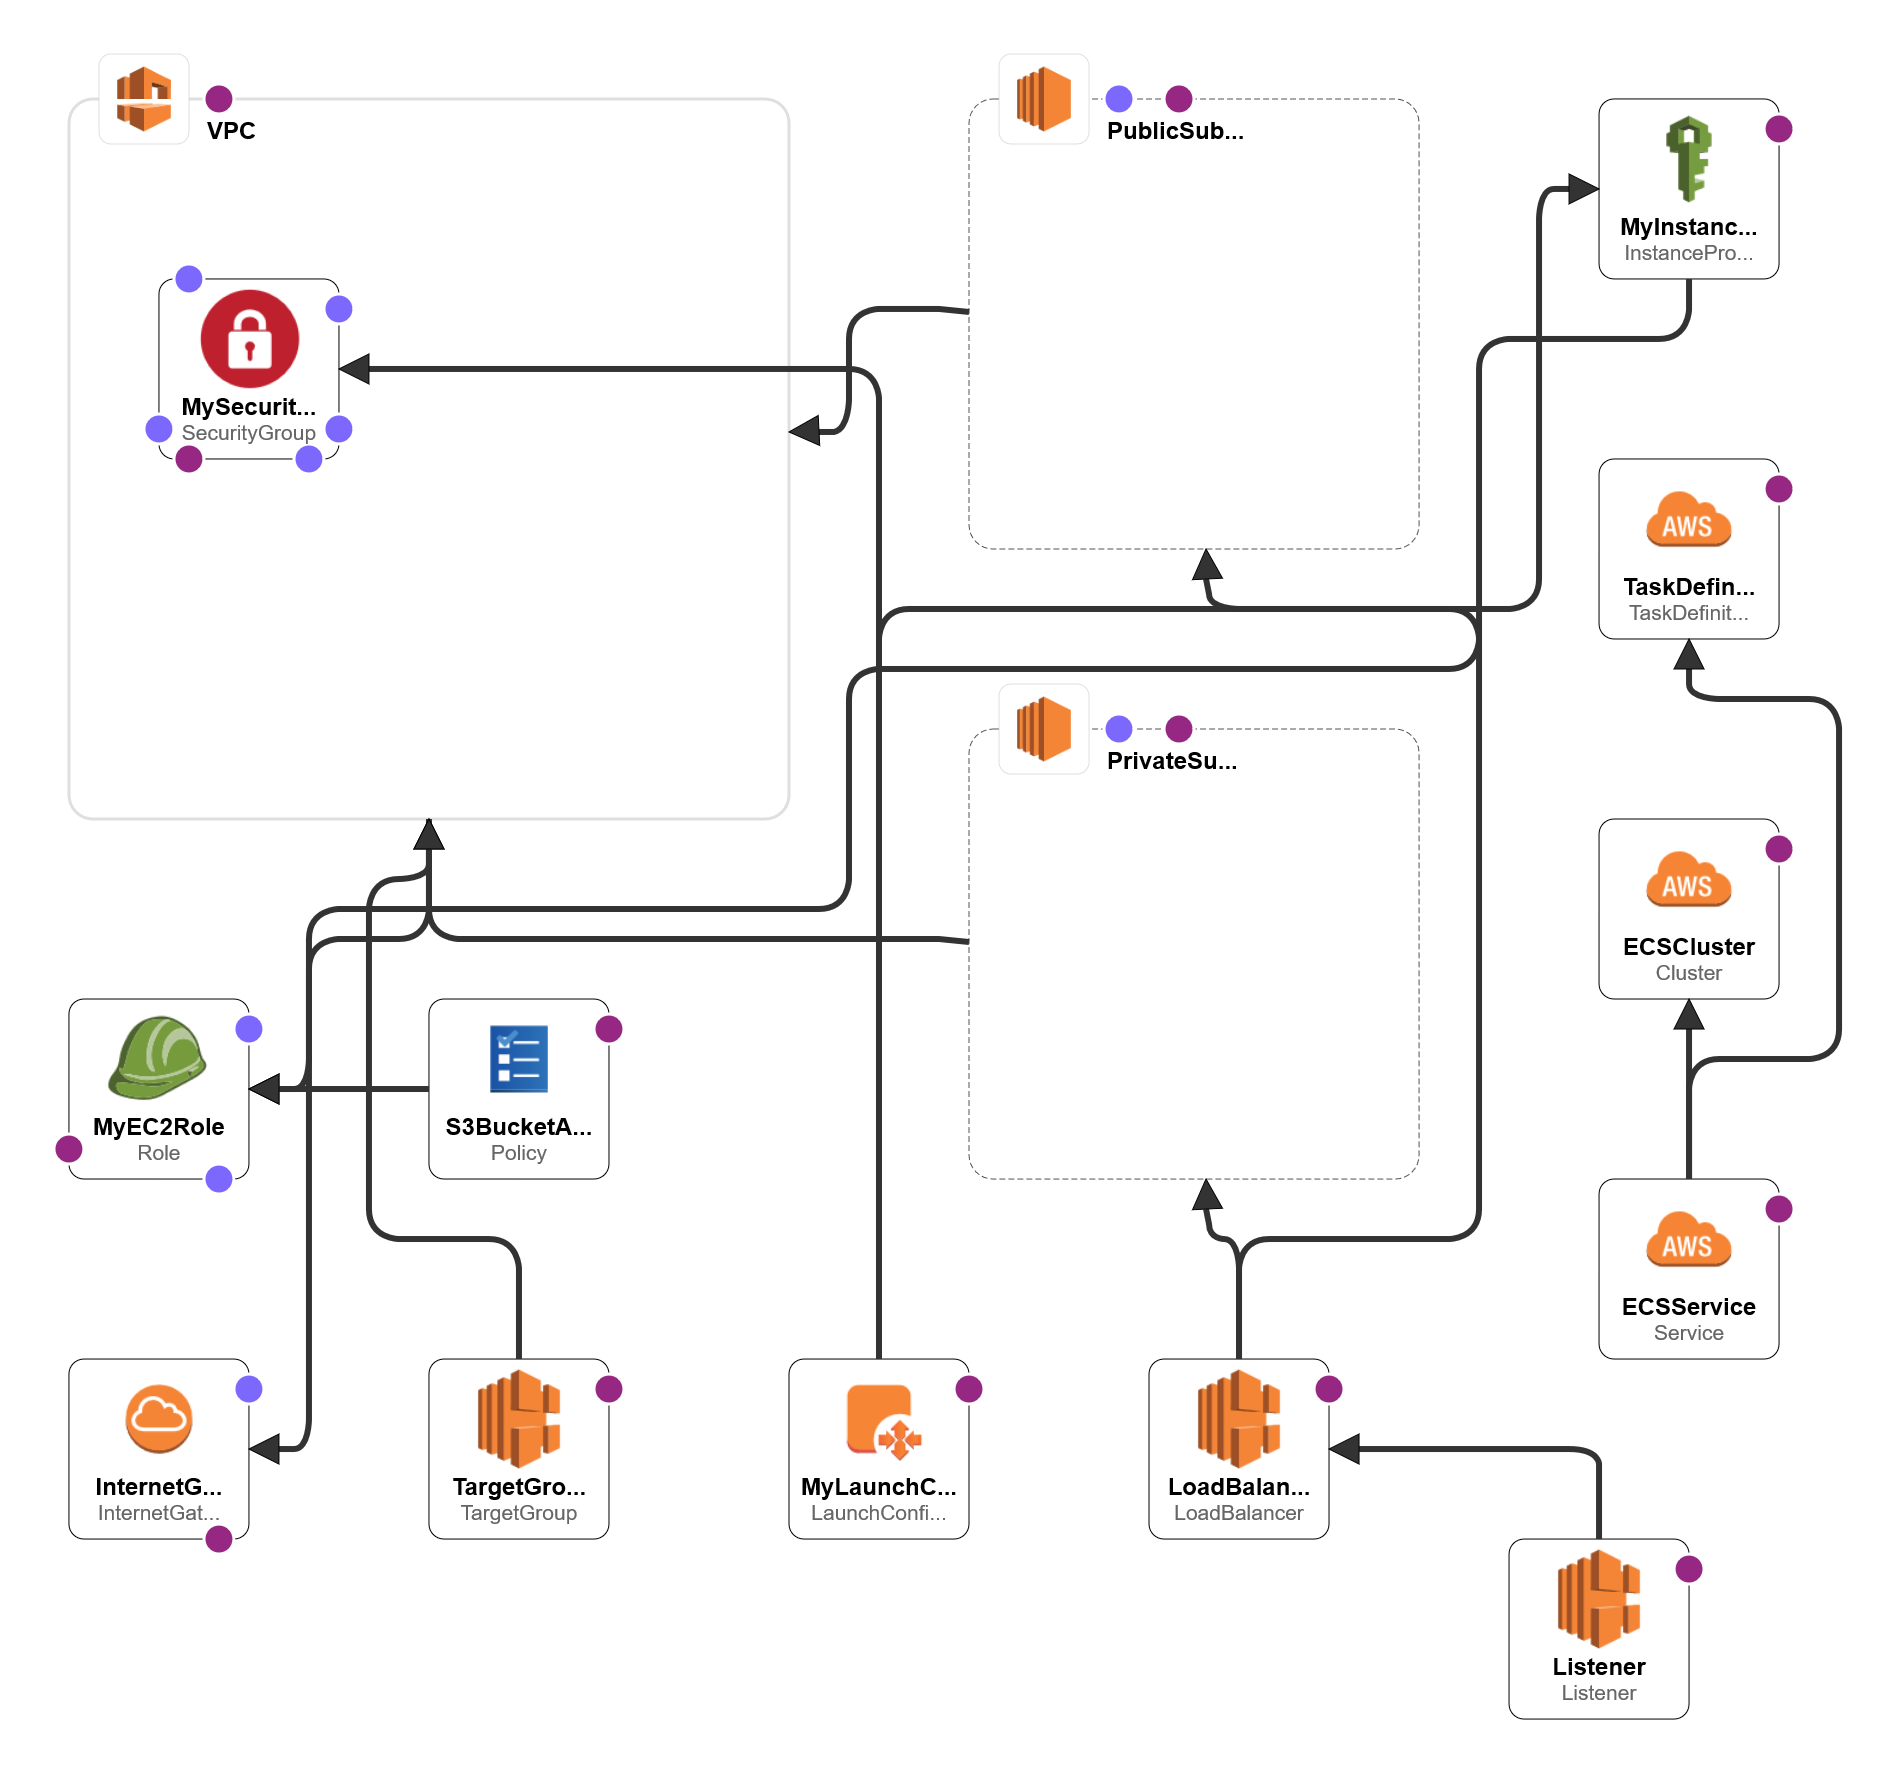 VPC
PublicSub...
MyInstanc...
InstancePro...
MySecurit...
SecurityGroup
AWS
TaskDefin...
TaskDefinit...
PrivateSu...
AWS
ECSCluster
Cluster
MyEC2Role
Role
S3BucketA...
Policy
AWS
ECSService
Service
InternetG...
InternetGat...
TargetGro...
TargetGroup
MyLaunchC...
LaunchConfi...
LoadBalan...
LoadBalancer
Listener
Listener